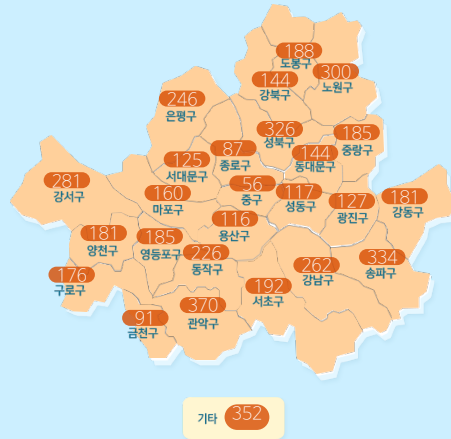 188
도봉구
300
노원구
144
강북구
246
은평구
326
성북구
185
중랑구
87
종로구
144
동대문구
125
서대문구
281
강서구
160
마포구
56
중구
117
성동구
127
광진구
181
강동구
116
용산구
181
양천구
185
영등포구
226
동작구
334
송파구
262
강남구
176
구로구
192
서초구
370
관악구
91
금천구
기타 352